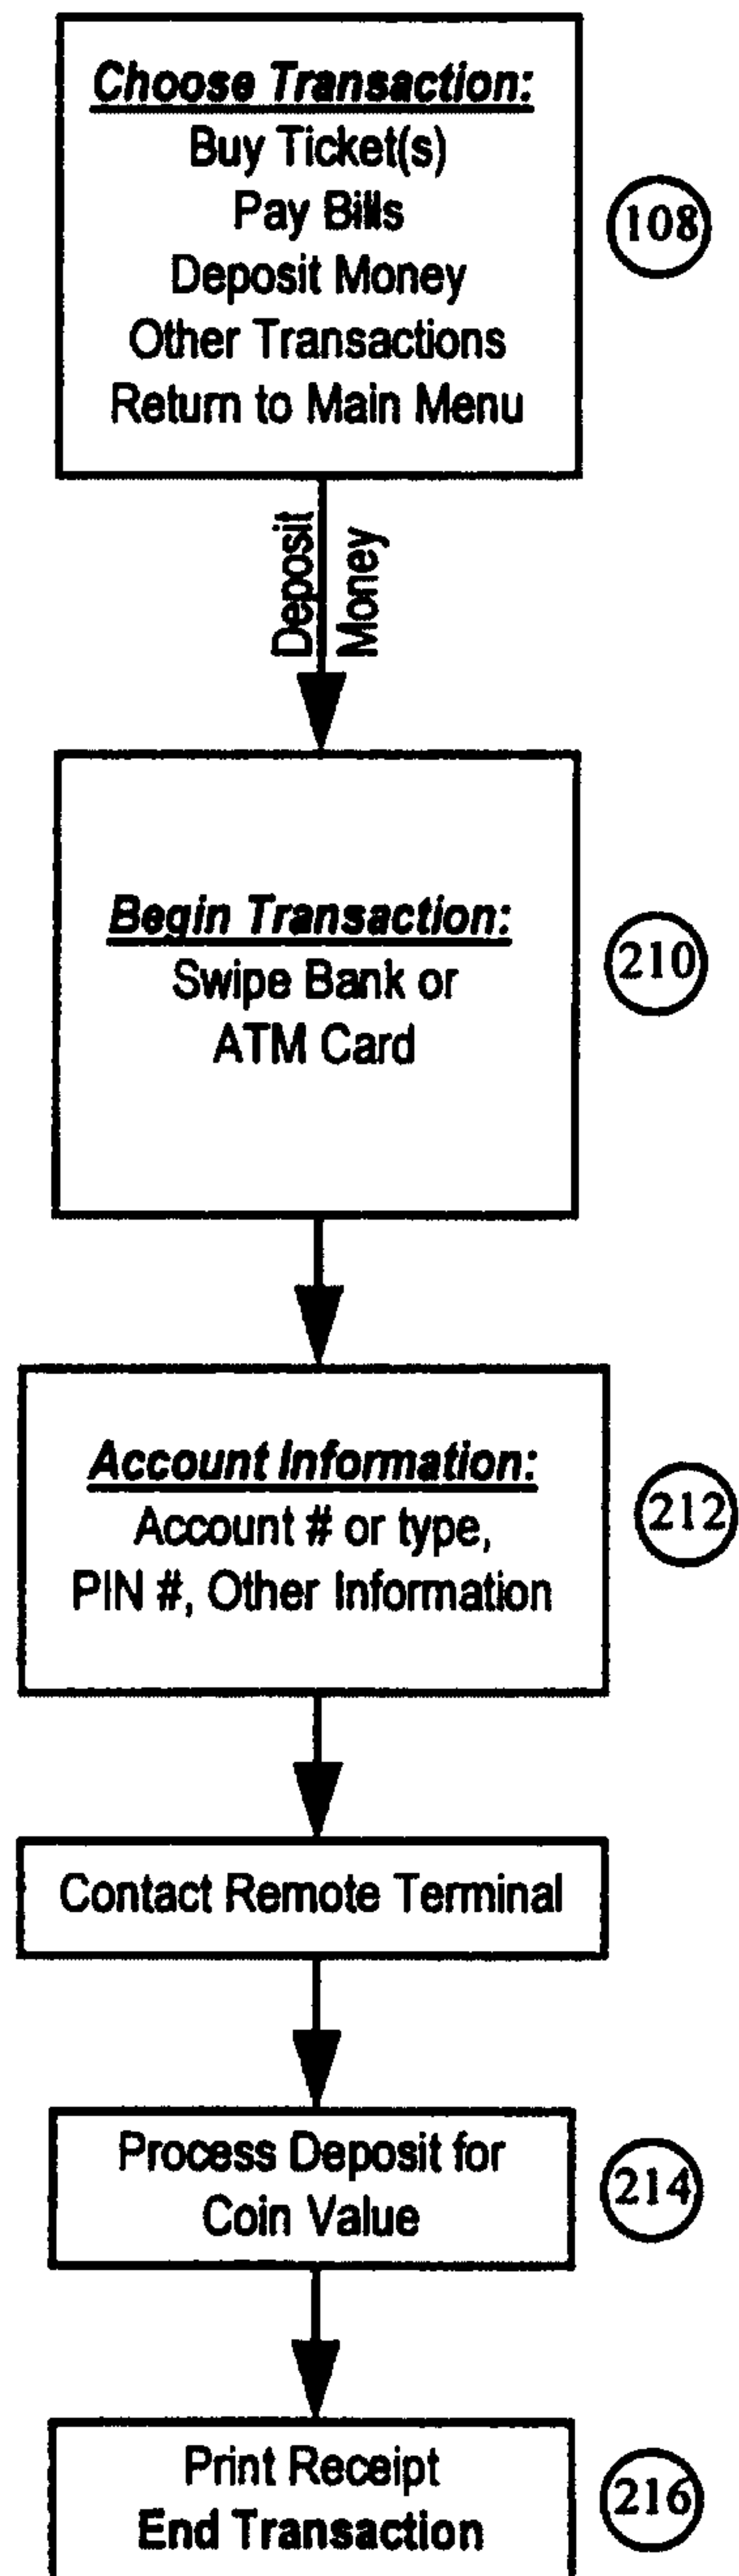 Choose Transaction:
Buy Ticket(s)
Pay Bills
Deposit Money
Other Transactions
Return to Main Menu
108
Deposit
Money
Begin Transaction:
Swipe Bank or
ATM Card
210
Account Information:
Account # or type,
PIN #, Other Information
212
Contact Remote Terminal
Process Deposit for
Coin Value
214
Print Receipt
End Transaction
216